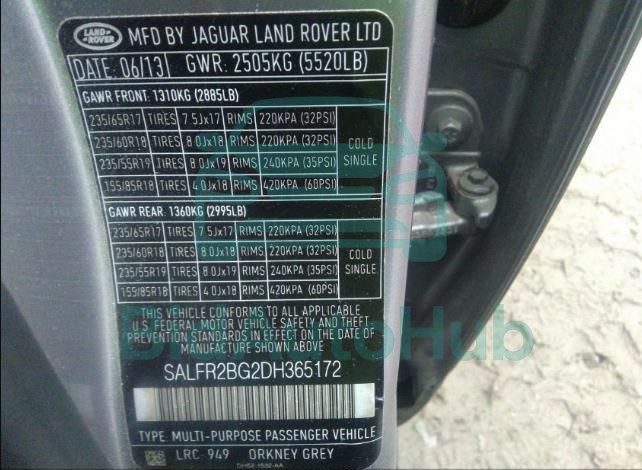 LAND ROVER MFD BY JAGUAR LAND ROVER LTD
DATE: 06/13 GWR: 2505KG (5520LB)
GAWR FRONT: 1310KG (2885LB)
235/65R17 TIRES 7.5Jx17 RIMS 220KPA (32PSI)
235/60R18 TIRES 8.0Jx18 RIMS 220KPA (32PSI)
235/55R19 TIRES 8.0Jx19 RIMS 240KPA (35PSI)
155/85R18 TIRES 4.0Jx18 RIMS 420KPA (60PSI)
COLD
SINGLE
GAWR REAR: 1360KG (2995LB)
235/65R17 TIRES 7.5Jx17 RIMS 220KPA (32PSI)
235/60R18 TIRES 8.0Jx18 RIMS 220KPA (32PSI)
235/55R19 TIRES 8.0Jx19 RIMS 240KPA (35PSI)
155/85R18 TIRES 4.0Jx18 RIMS 420KPA (60PSI)
COLD
SINGLE
THIS VEHICLE CONFORMS TO ALL APPLICABLE
U.S. FEDERAL MOTOR VEHICLE SAFETY AND THEFT
PREVENTION STANDARDS IN EFFECT ON THE DATE OF
MANUFACTURE SHOWN ABOVE
SALFR2BG2DH365172
TYPE: MULTI-PURPOSE PASSENGER VEHICLE
LRC 949 ORKNEY GREY